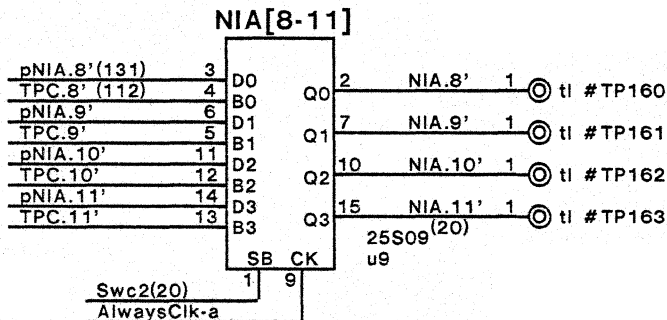 NIA[8-11]
pNIA.8'(131) 3 D0
TPC.8' (112) 4 B0
pNIA.9' 6 D1
TPC.9' 5 B1
pNIA.10' 11 D2
TPC.10' 12 B2
pNIA.11' 14 D3
TPC.11' 13 B3
Q0 2 NIA.8' 1 tl #TP160
Q1 7 NIA.9' 1 tl #TP161
Q2 10 NIA.10' 1 tl #TP162
Q3 15 NIA.11' 1 tl #TP163
25S09 (20)
u9
SB CK
1 9
Swc2(20)
AlwaysClk-a